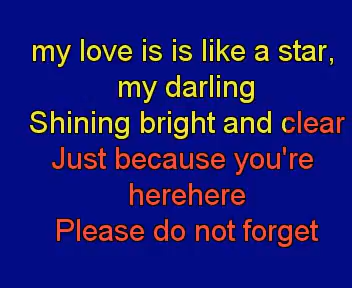 my love is is like a star,
my darling
Shining bright and clear
Just because you're
herehere
Please do not forget